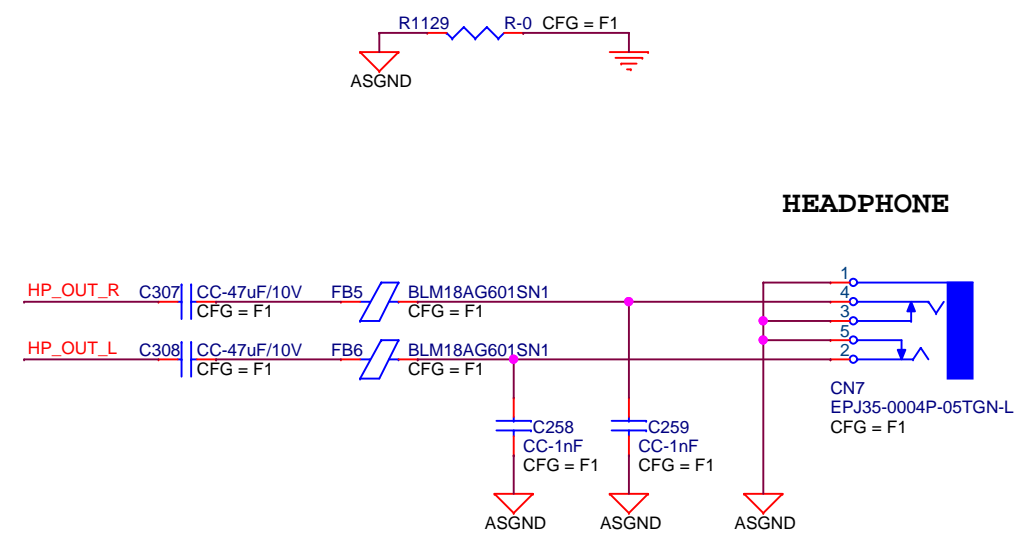 R1129 R-0 CFG = F1
ASGND
HEADPHONE
HP_OUT_R C307 CC-47uF/10V FB5 BLM18AG601SN1
CFG = F1 CFG = F1
1
4
3
HP_OUT_L C308 CC-47uF/10V FB6 BLM18AG601SN1
CFG = F1 CFG = F1
5
2
CN7
EPJ35-0004P-05TGN-L
CFG = F1
C258 C259
CC-1nF CC-1nF
CFG = F1 CFG = F1
ASGND ASGND ASGND